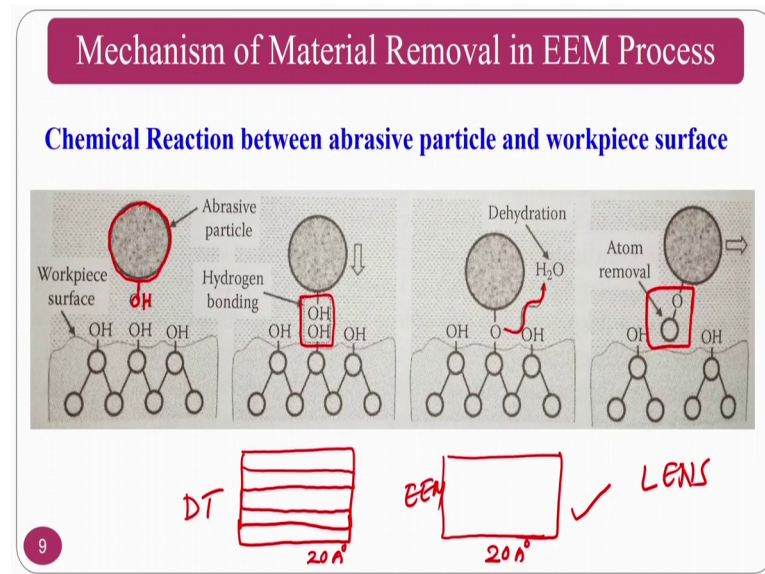 Mechanism of Material Removal in EEM Process
Chemical Reaction between abrasive particle and workpiece surface
Abrasive
particle
Workpiece
surface
OH
OH OH OH
Hydrogen
bonding
OH
OH OH OH
Dehydration
H₂O
OH O OH
Atom
removal
O
OH OH
DT
20 A°
EEM
20 A°
LENS
9